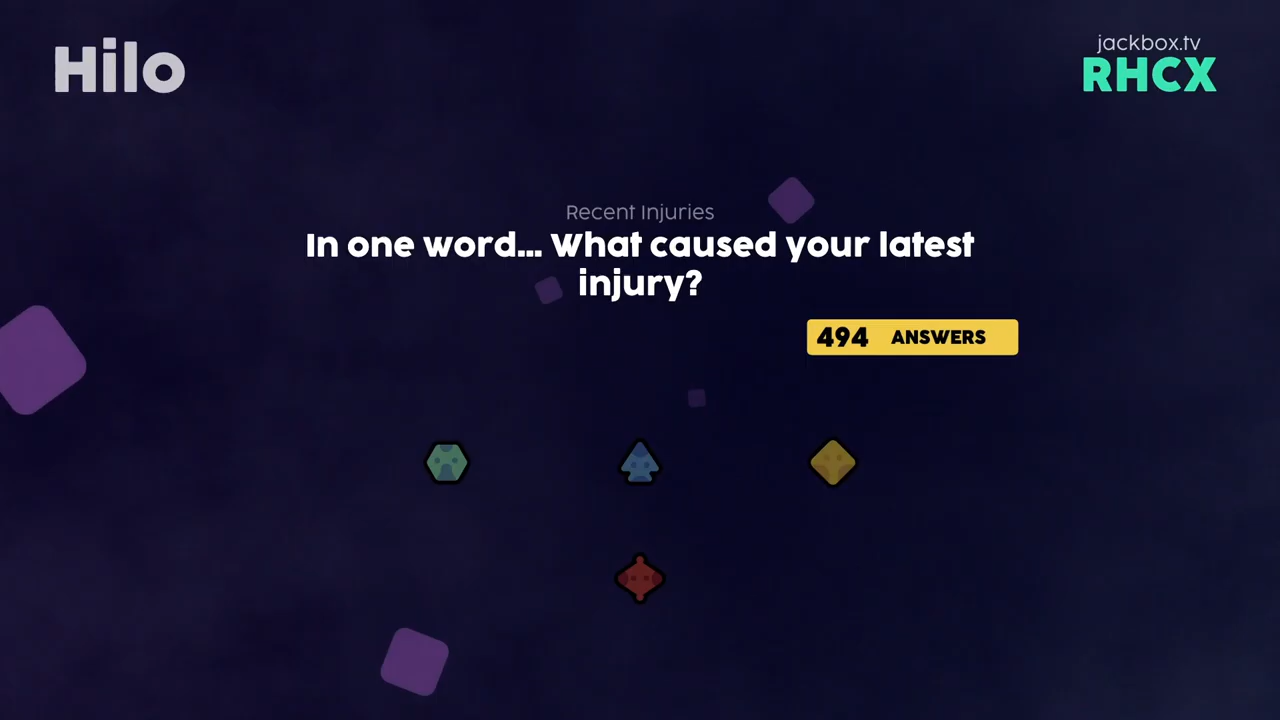 Hilo
jackbox.tv
RHCX
Recent Injuries
In one word... What caused your latest
injury?
494 ANSWERS